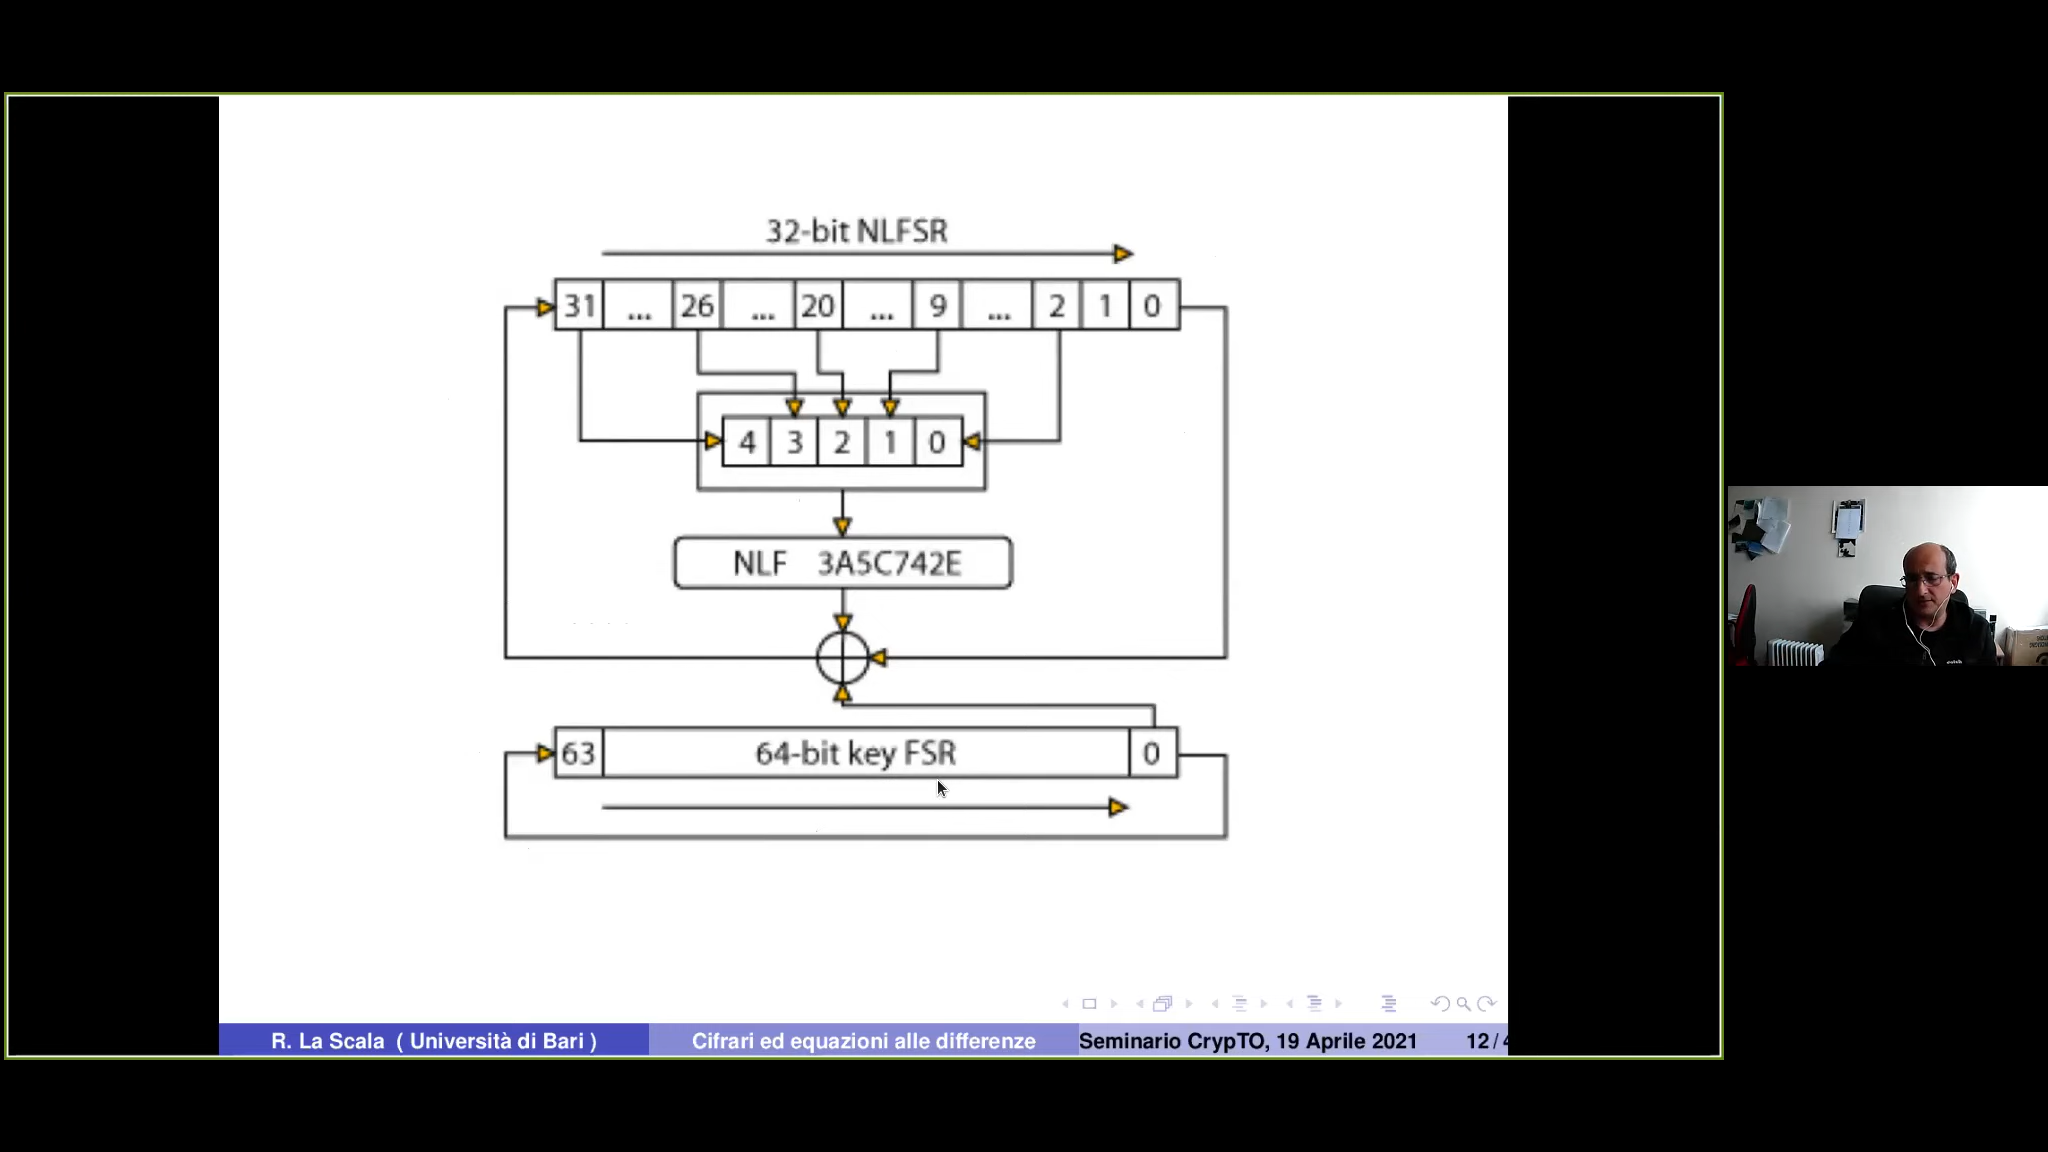 32-bit NLFSR
31 ... 26 ... 20 ... 9 ... 2 1 0
4 3 2 1 0
NLF 3A5C742E
63 64-bit key FSR 0
R. La Scala ( Università di Bari ) Cifrari ed equazioni alle differenze Seminario CrypTO, 19 Aprile 2021 12 /